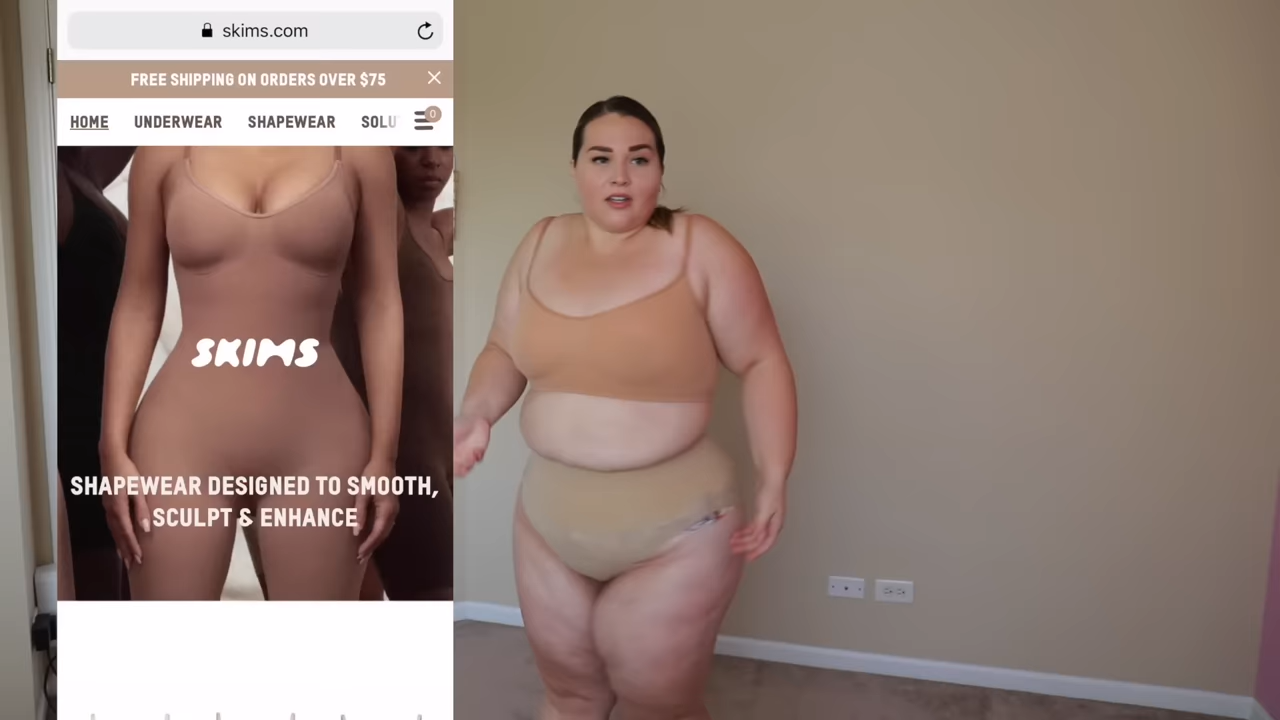 skims.com
FREE SHIPPING ON ORDERS OVER $75
HOME UNDERWEAR SHAPEWEAR SOLU
0
SKIMS
SHAPEWEAR DESIGNED TO SMOOTH,
SCULPT & ENHANCE